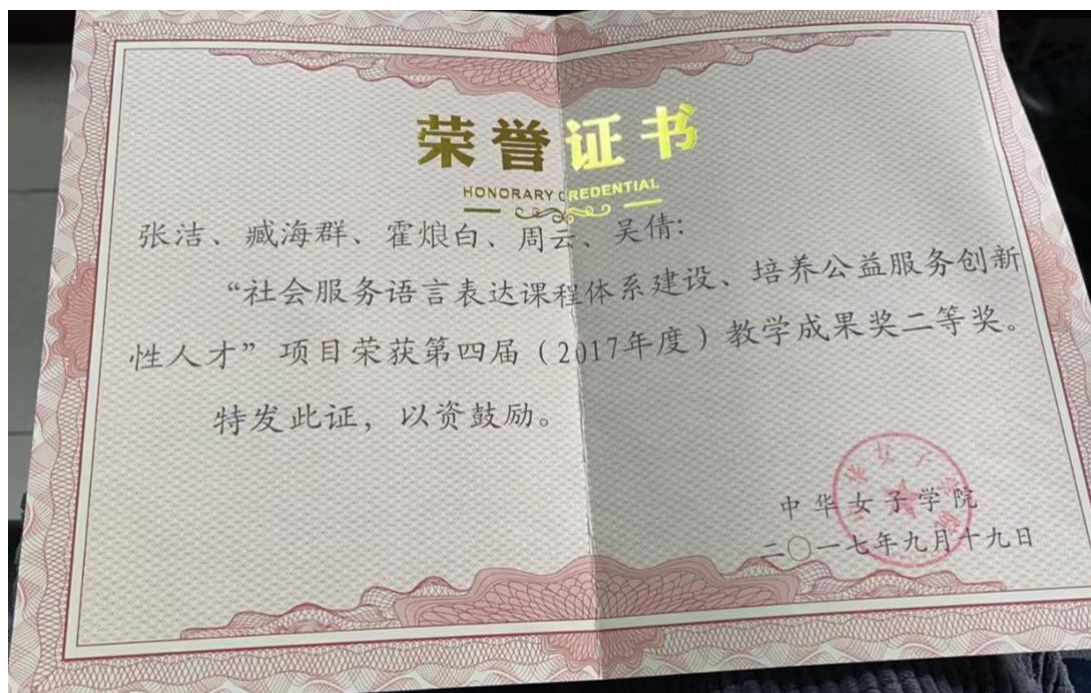 荣誉证书
HONORARY CREDENTIAL
张洁、臧海群、霍烺白、周云、吴倩:
“社会服务语言表达课程体系建设、培养公益服务创新
性人才”项目荣获第四届（2017年度）教学成果奖二等奖。
特发此证，以资鼓励。
中华女子学院
二〇一七年九月十九日